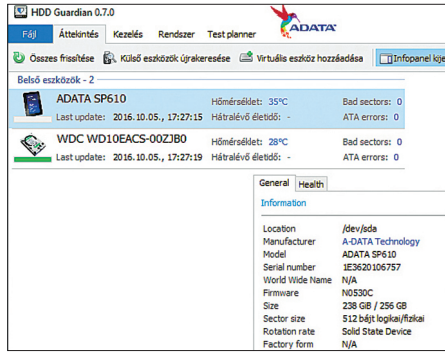 HDD Guardian 0.7.0
Fájl Áttekintés Kezelés Rendszer Test planner ADATA
Összes frissítése Külső eszközök újrakeresése Virtuális eszköz hozzáadása Infopanel kije
Belső eszközök - 2
ADATA SP610 Hőmérséklet: 35°C Bad sectors: 0
Last update: 2016.10.05., 17:27:15 Hátralévő életidő: - ATA errors: 0
WDC WD10EACS-00ZJB0 Hőmérséklet: 28°C Bad sectors: 0
Last update: 2016.10.05., 17:27:19 Hátralévő életidő: - ATA errors: 0
General Health
Information
Location /dev/sda
Manufacturer A-DATA Technology
Model ADATA SP610
Serial number 1E3620106757
World Wide Name N/A
Firmware N0530C
Size 238 GiB / 256 GB
Sector size 512 bájt logikai/fizikai
Rotation rate Solid State Device
Factory form N/A